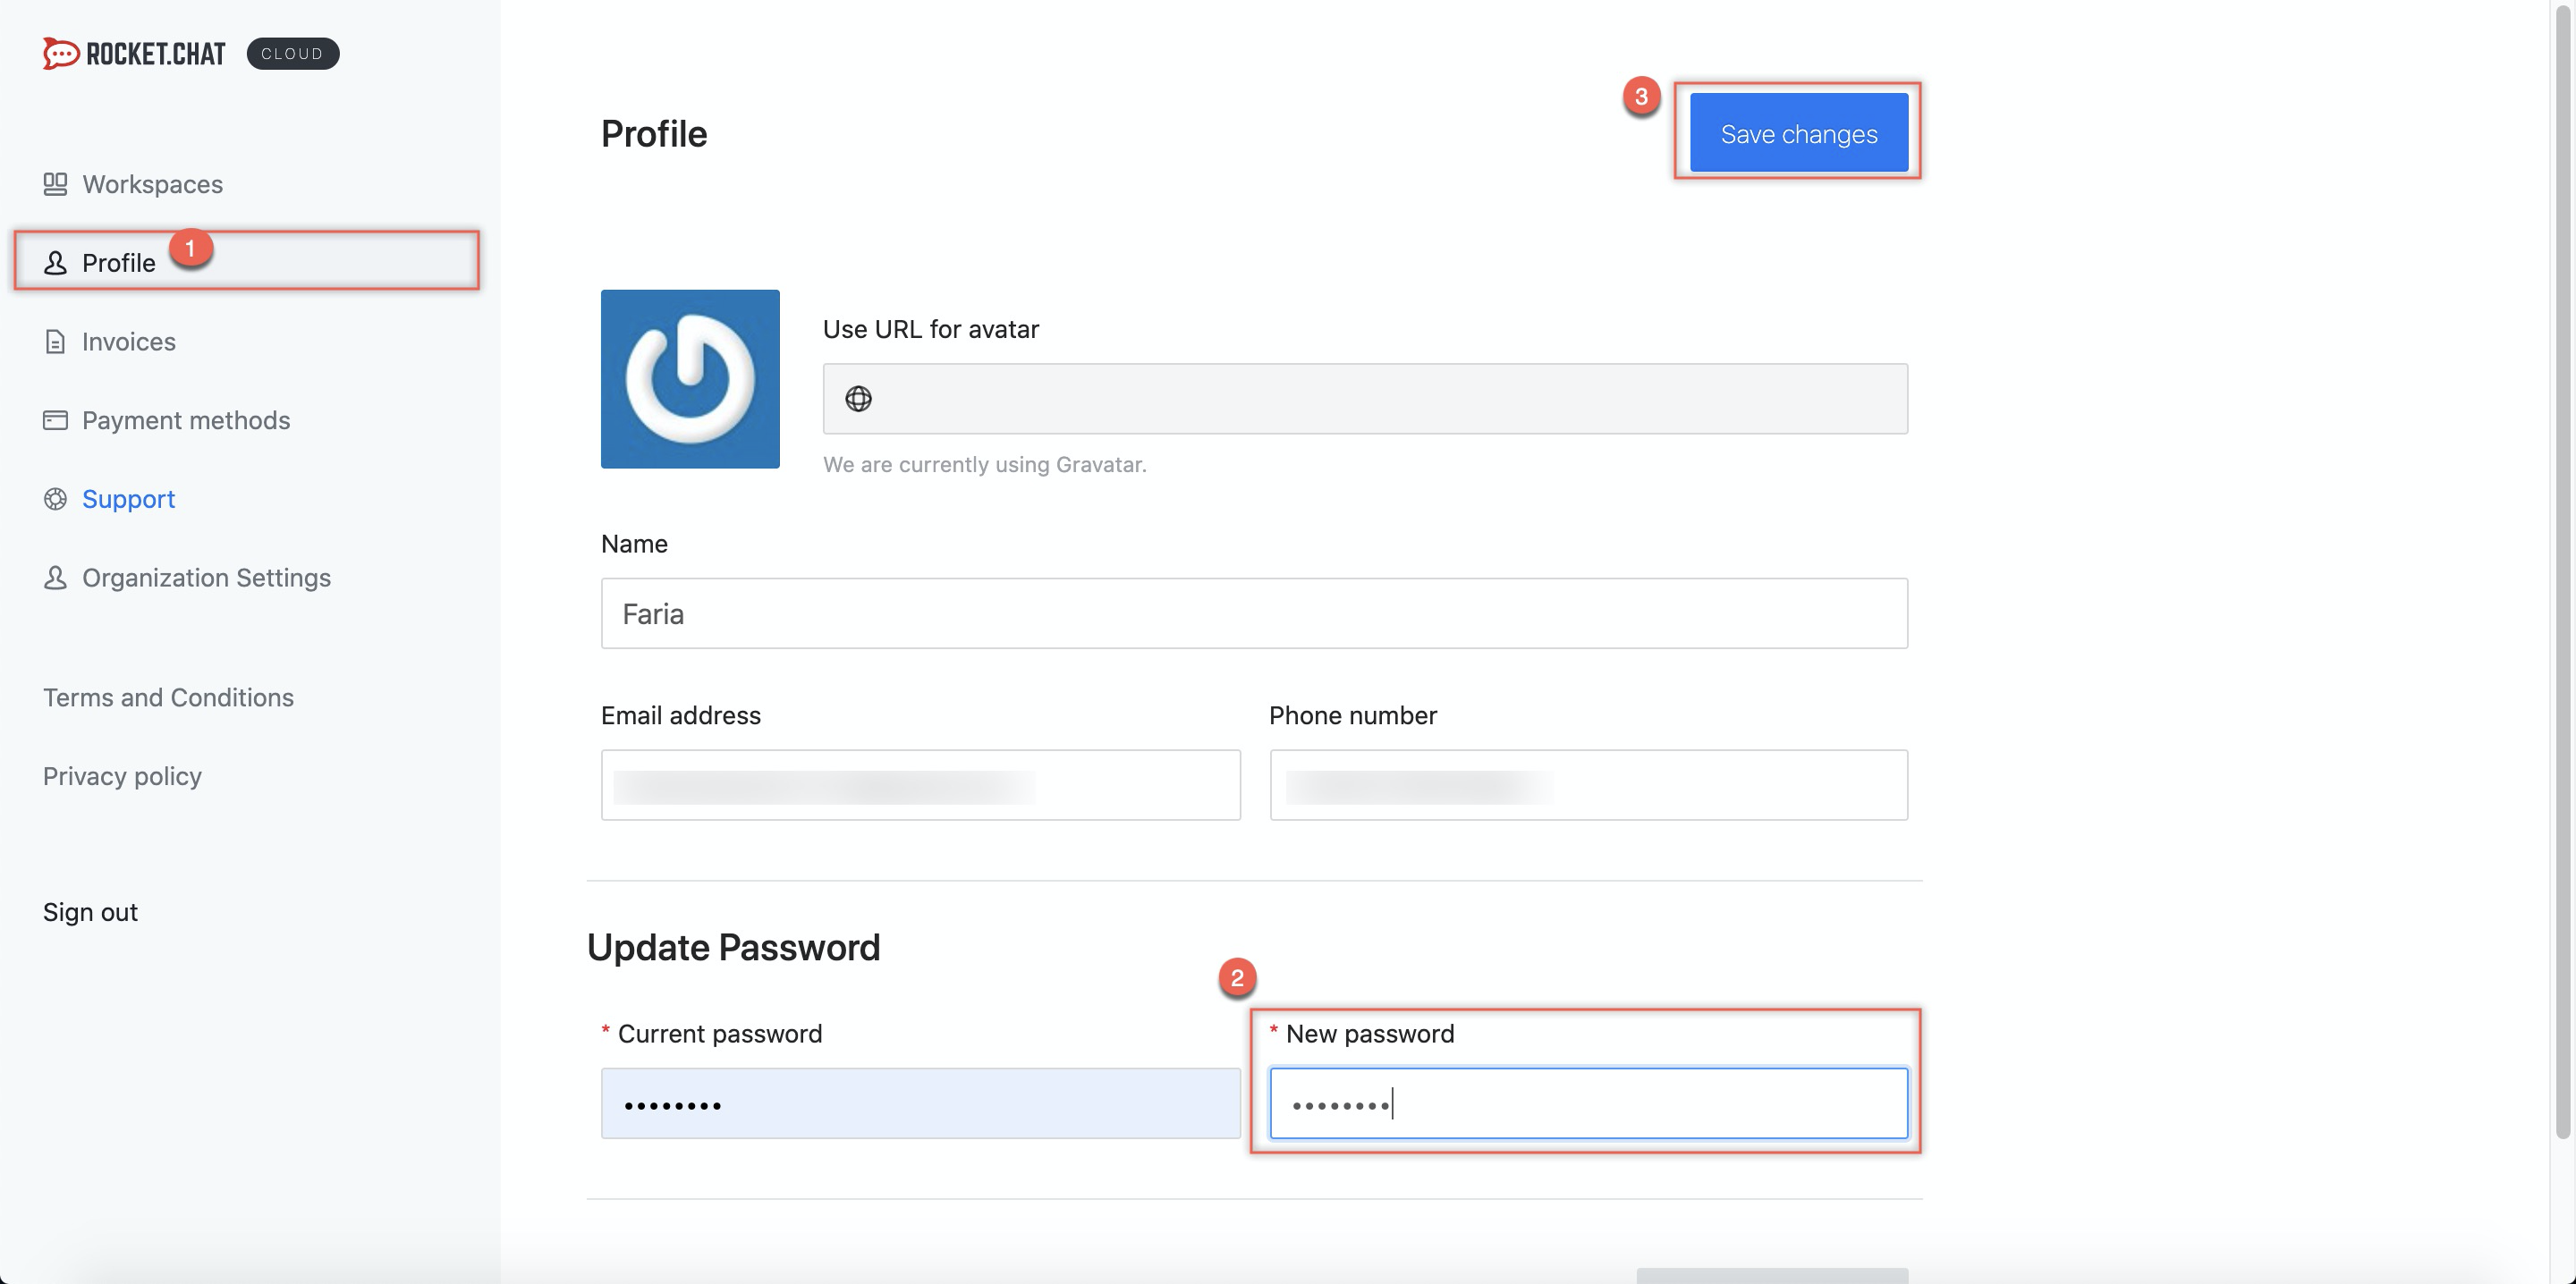 ROCKET.CHAT CLOUD
Workspaces
Profile 1
Invoices
Payment methods
Support
Organization Settings
Terms and Conditions
Privacy policy
Sign out
Profile
3
Save changes
Use URL for avatar
We are currently using Gravatar.
Name
Faria
Email address
Phone number
Update Password
2
* Current password
* New password